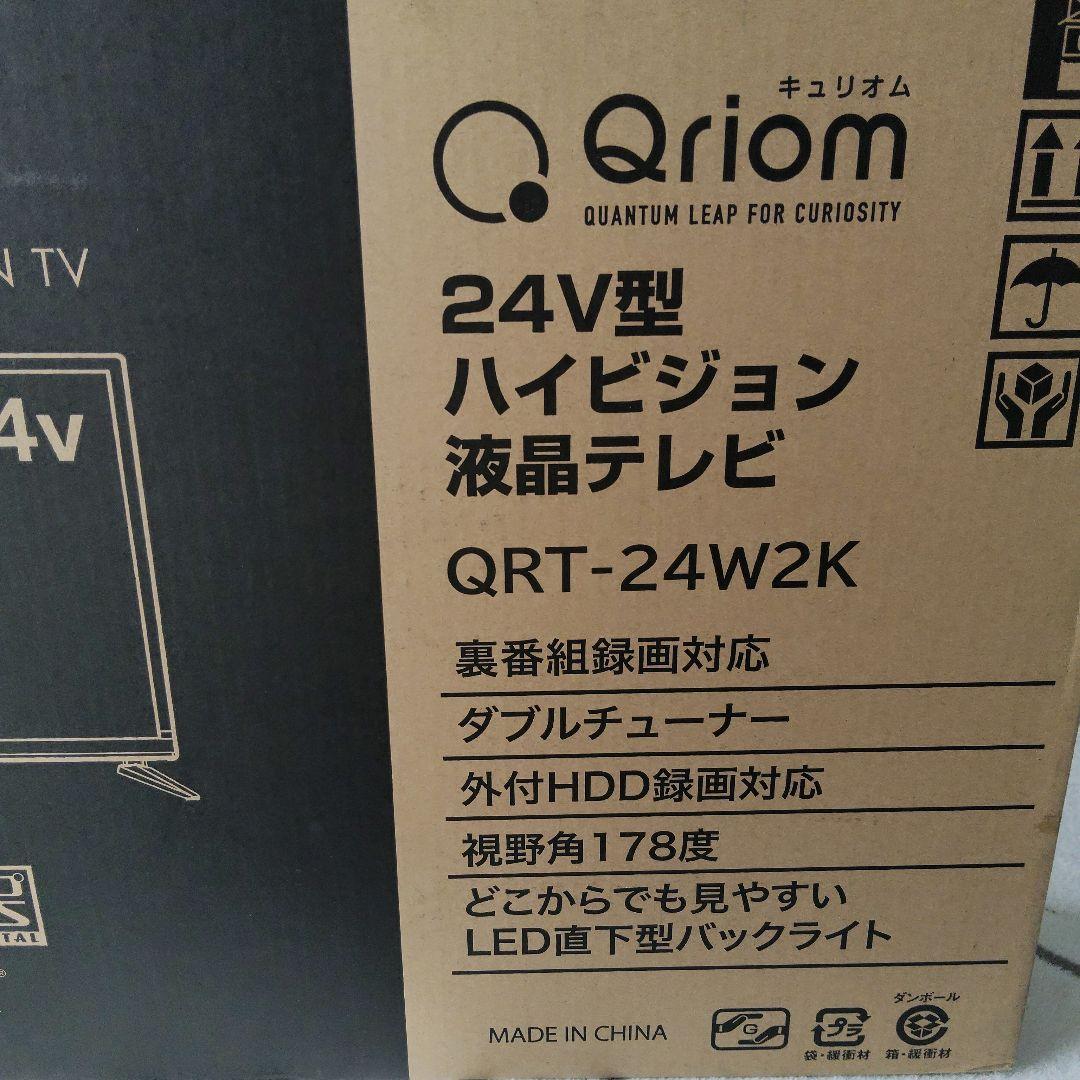 キュリオム
Qriom
QUANTUM LEAP FOR CURIOSITY
TV
24V型
ハイビジョン
液晶テレビ
4v
QRT-24W2K
裏番組録画対応
ダブルチューナー
外付HDD録画対応
視野角178度
どこからでも見やすい
LED直下型バックライト
MADE IN CHINA
G
プラ
袋・緩衝材
ダンボール
箱・緩衝材